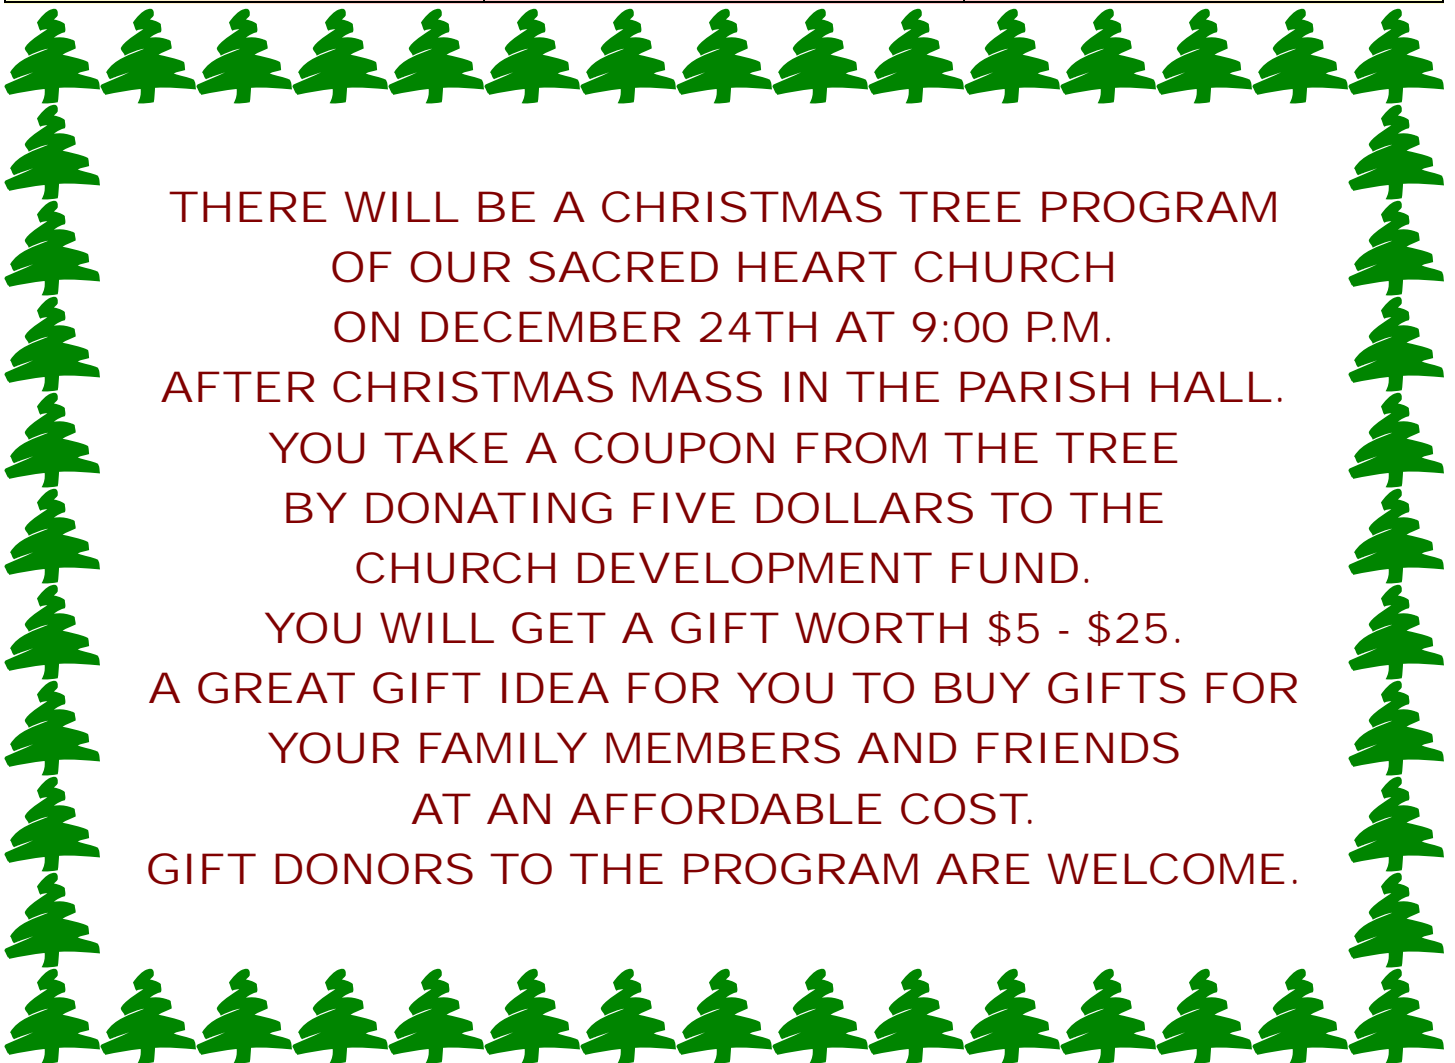 THERE WILL BE A CHRISTMAS TREE PROGRAM
OF OUR SACRED HEART CHURCH
ON DECEMBER 24TH AT 9:00 P.M.
AFTER CHRISTMAS MASS IN THE PARISH HALL.
YOU TAKE A COUPON FROM THE TREE
BY DONATING FIVE DOLLARS TO THE
CHURCH DEVELOPMENT FUND.
YOU WILL GET A GIFT WORTH $5 - $25.
A GREAT GIFT IDEA FOR YOU TO BUY GIFTS FOR
YOUR FAMILY MEMBERS AND FRIENDS
AT AN AFFORDABLE COST.
GIFT DONORS TO THE PROGRAM ARE WELCOME.